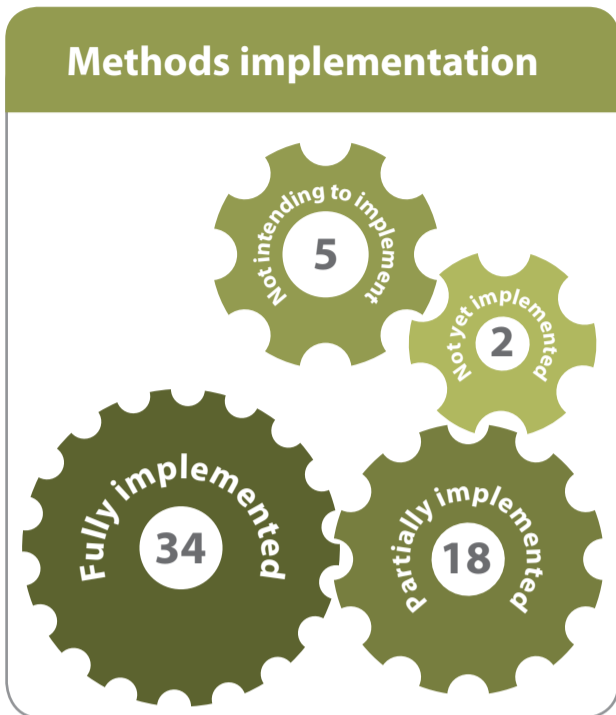 Methods implementation
Not intending to implement
5
Not yet implemented
2
Fully implemented
34
Partially implemented
18